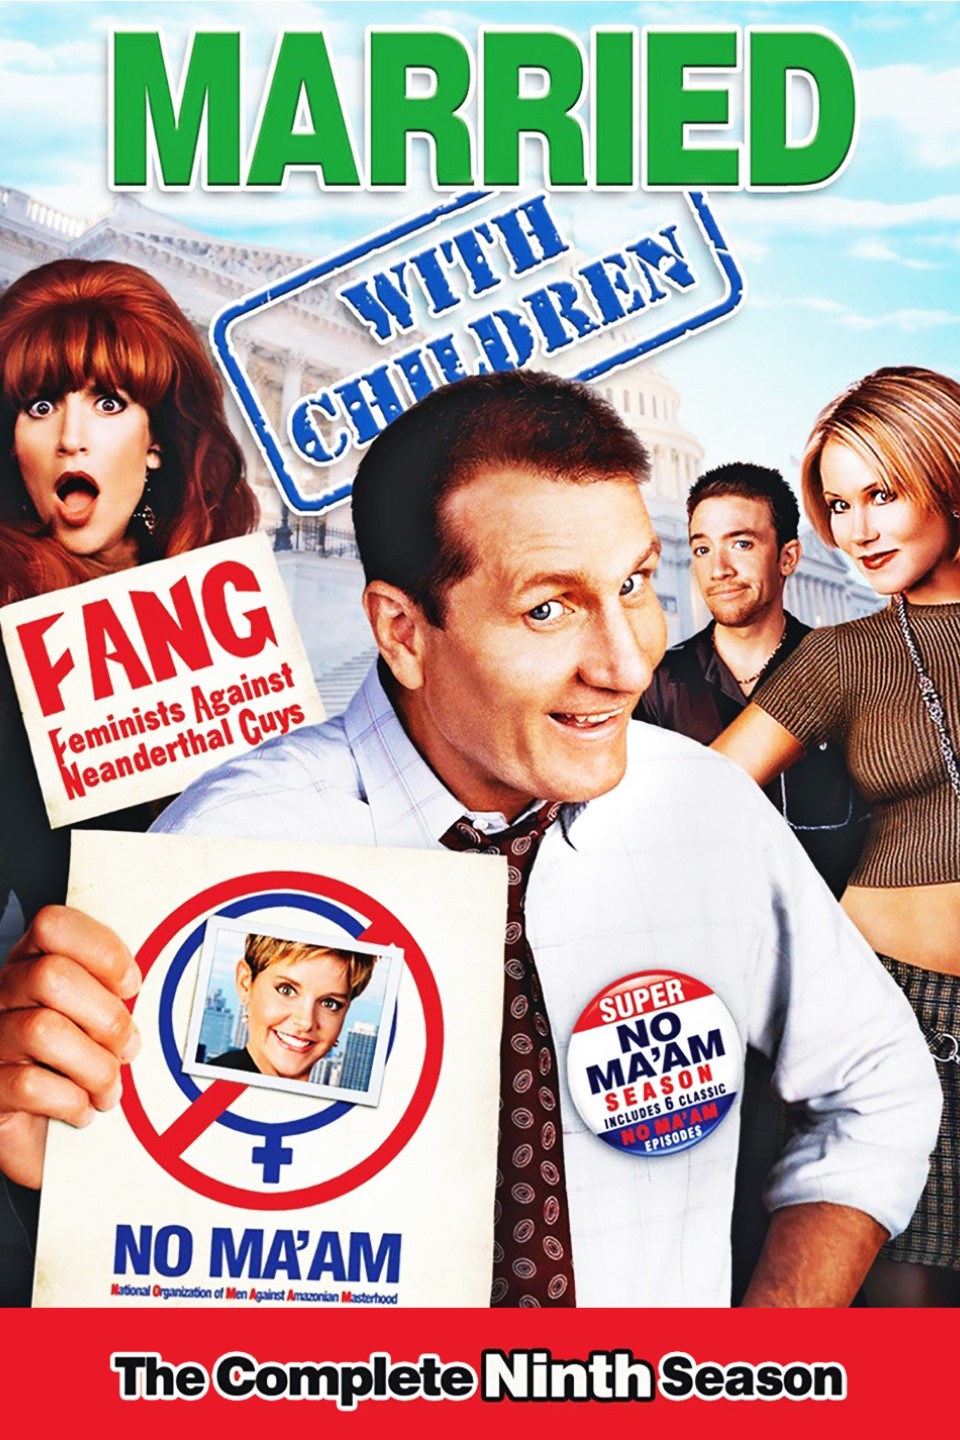 MARRIED
WITH
CHILDREN
FANG
Feminists Against
Neanderthal Guys
SUPER
NO
MA'AM
SEASON
INCLUDES 6 CLASSIC
NO MA'AM
EPISODES
NO MA'AM
National Organization of Men Against Amazonian Masterhood
The Complete Ninth Season